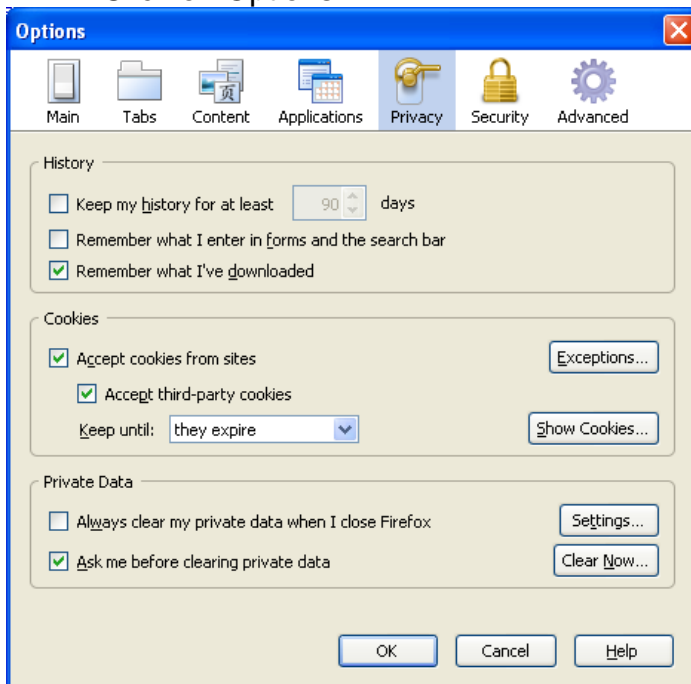 Options
Main Tabs Content Applications Privacy Security Advanced
页
History
Keep my history for at least 90 days
Remember what I enter in forms and the search bar
Remember what I've downloaded
Cookies
Accept cookies from sites Exceptions...
Accept third-party cookies
Keep until: they expire Show Cookies...
Private Data
Always clear my private data when I close Firefox Settings...
Ask me before clearing private data Clear Now...
OK Cancel Help